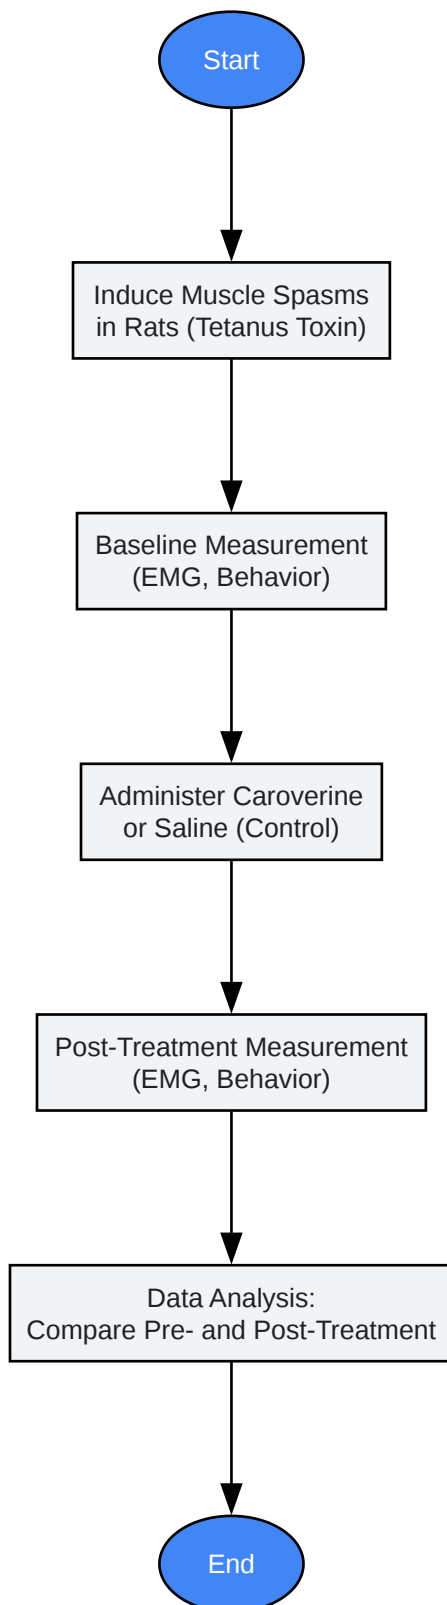 Start
Induce Muscle Spasms
in Rats (Tetanus Toxin)
Baseline Measurement
(EMG, Behavior)
Administer Caroverine
or Saline (Control)
Post-Treatment Measurement
(EMG, Behavior)
Data Analysis:
Compare Pre- and Post-Treatment
End